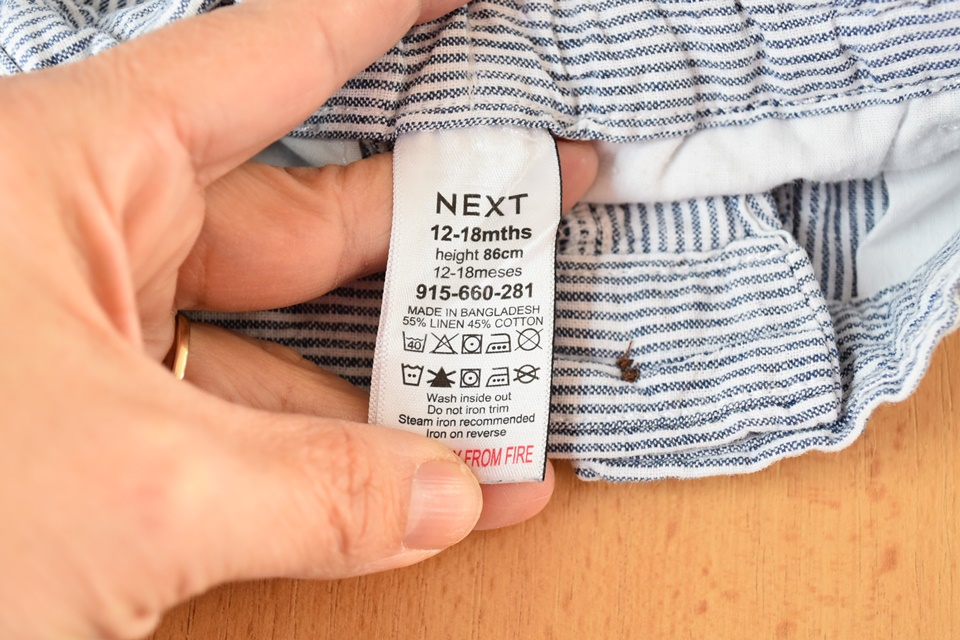 NEXT
12-18mths
height 86cm
12-18meses
915-660-281
MADE IN BANGLADESH
55% LINEN 45% COTTON
40
Wash inside out
Do not iron trim
Steam iron recommended
Iron on reverse
FROM FIRE